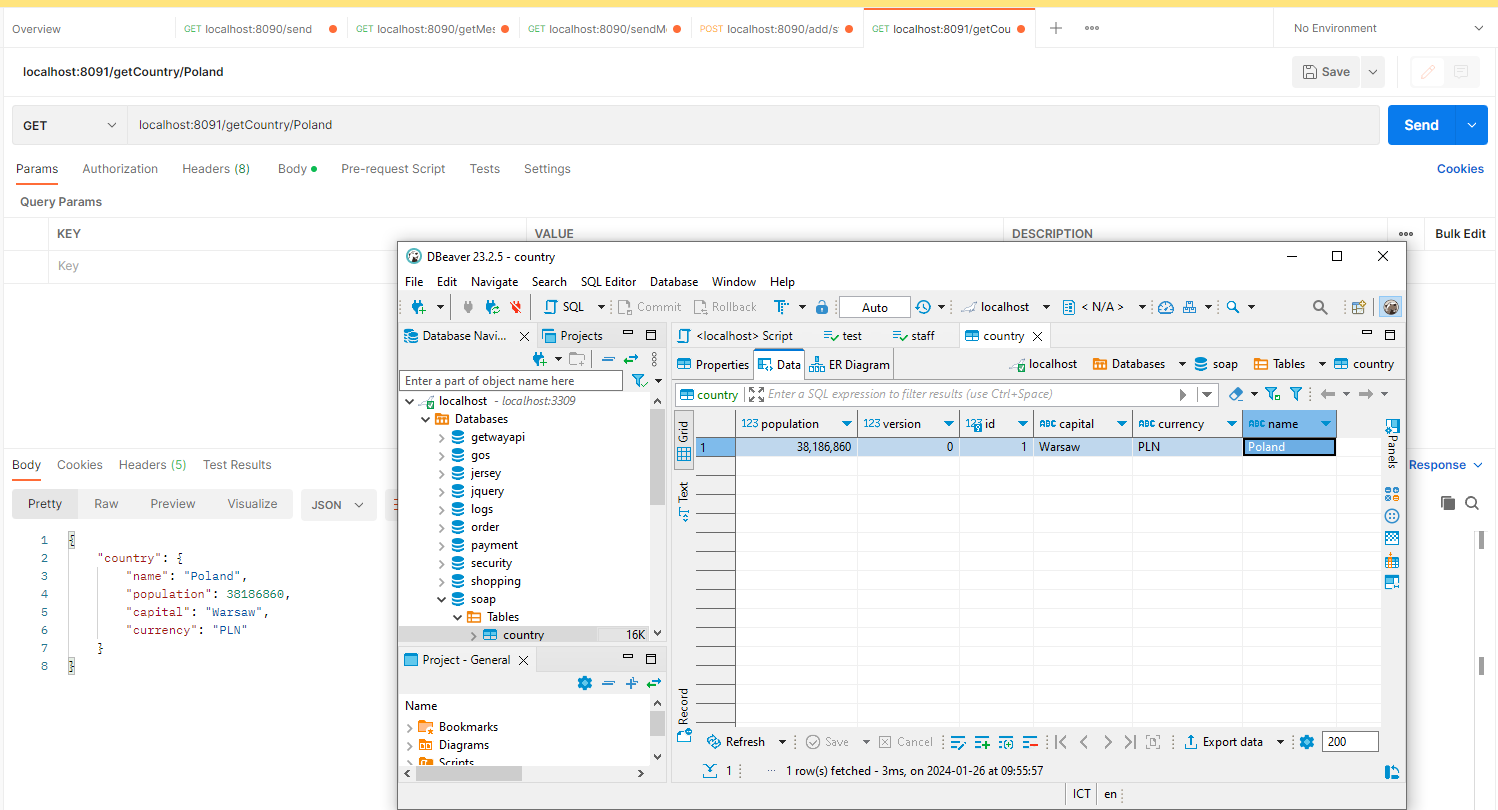 Overview
GET localhost:8090/send
GET localhost:8090/getMes
GET localhost:8090/sendM
POST localhost:8090/add/s
GET localhost:8091/getCou
No Environment
localhost:8091/getCountry/Poland
Save
GET
localhost:8091/getCountry/Poland
Send
Params
Authorization
Headers (8)
Body
Pre-request Script
Tests
Settings
Cookies
Query Params
KEY
VALUE
DESCRIPTION
Bulk Edit
Key
DBeaver 23.2.5 - country
File
Edit
Navigate
Search
SQL Editor
Database
Window
Help
SQL
Commit
Rollback
Auto
localhost
< N/A >
Database Navi...
Projects
<localhost> Script
test
staff
country
Properties
Data
ER Diagram
localhost
Databases
soap
Tables
country
Enter a part of object name here
country
Enter a SQL expression to filter results (use Ctrl+Space)
localhost - localhost:3309
Databases
getwayapi
gos
jersey
jquery
logs
order
payment
security
shopping
soap
Tables
country 16K
Grid
Text
Record
123 population
123 version
123 id
ABC capital
ABC currency
ABC name
1
38,186,860
0
1
Warsaw
PLN
Poland
Panels
Project - General
Name
Bookmarks
Diagrams
Scripts
Refresh
Save
Cancel
Export data
200
1
1 row(s) fetched - 3ms, on 2024-01-26 at 09:55:57
ICT
en
Body
Cookies
Headers (5)
Test Results
Response
Pretty
Raw
Preview
Visualize
JSON
1 {
2 "country": {
3 "name": "Poland",
4 "population": 38186860,
5 "capital": "Warsaw",
6 "currency": "PLN"
7 }
8 }